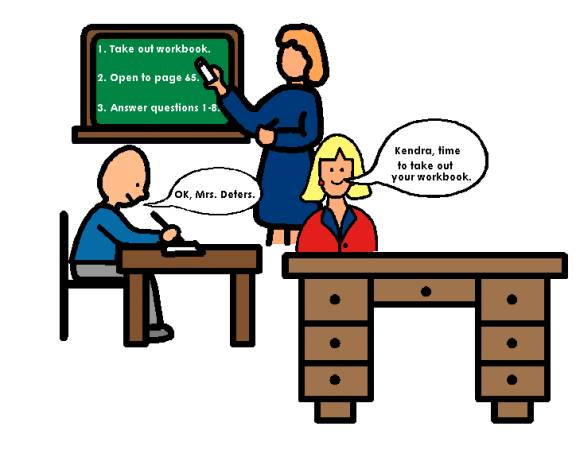 1. Take out workbook.
2. Open to page 65.
3. Answer questions 1-8.
OK, Mrs. Deters.
Kendra, time
to take out
your workbook.